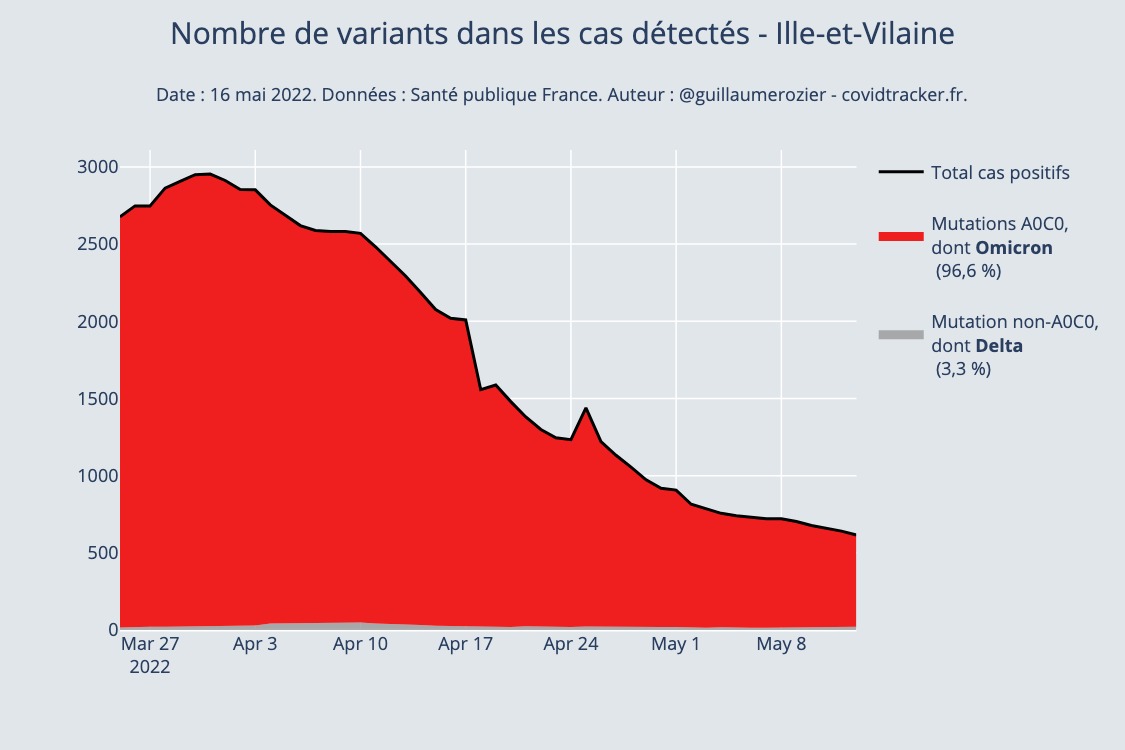 Nombre de variants dans les cas détectés - Ille-et-Vilaine
Date : 16 mai 2022. Données : Santé publique France. Auteur : @guillaumerozier - covidtracker.fr.
3000
2500
2000
1500
1000
500
0
Mar 27
2022
Apr 3
Apr 10
Apr 17
Apr 24
May 1
May 8
Total cas positifs
Mutations A0C0,
dont Omicron
(96,6 %)
Mutation non-A0C0,
dont Delta
(3,3 %)